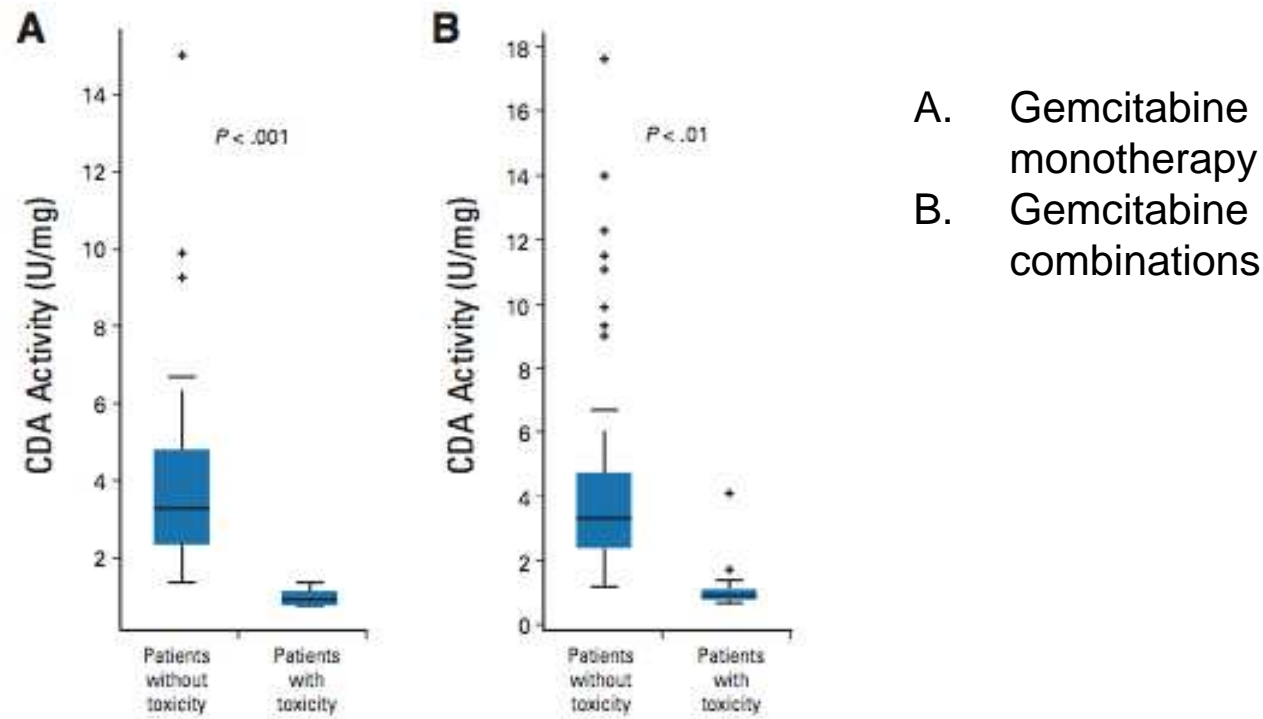 A
CDA Activity (U/mg)
14
12
10
8
6
4
2
P < .001
Patients
without
toxicity
Patients
with
toxicity
B
CDA Activity (U/mg)
18
16
14
12
10
8
6
4
2
0
P < .01
Patients
without
toxicity
Patients
with
toxicity
A. Gemcitabine
monotherapy
B. Gemcitabine
combinations